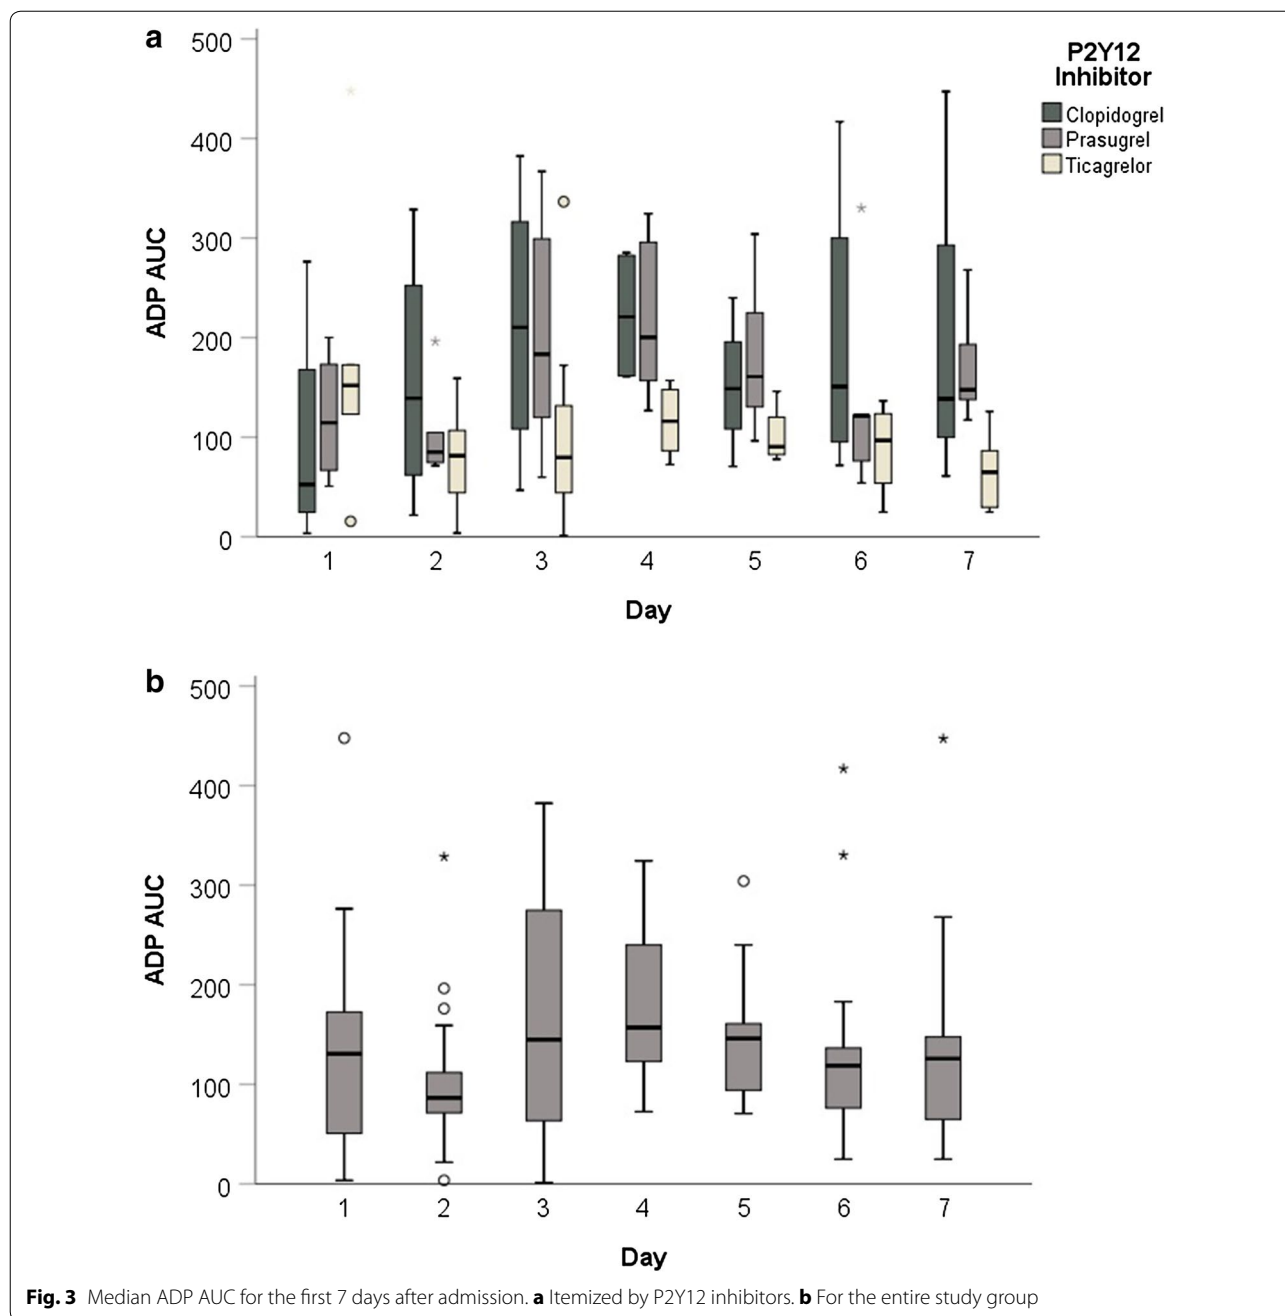 a
500
400
300
200
100
0
ADP AUC
1 2 3 4 5 6 7
Day
P2Y12
Inhibitor
Clopidogrel
Prasugrel
Ticagrelor
b
500
400
300
200
100
0
ADP AUC
1 2 3 4 5 6 7
Day
Fig. 3 Median ADP AUC for the first 7 days after admission. a Itemized by P2Y12 inhibitors. b For the entire study group